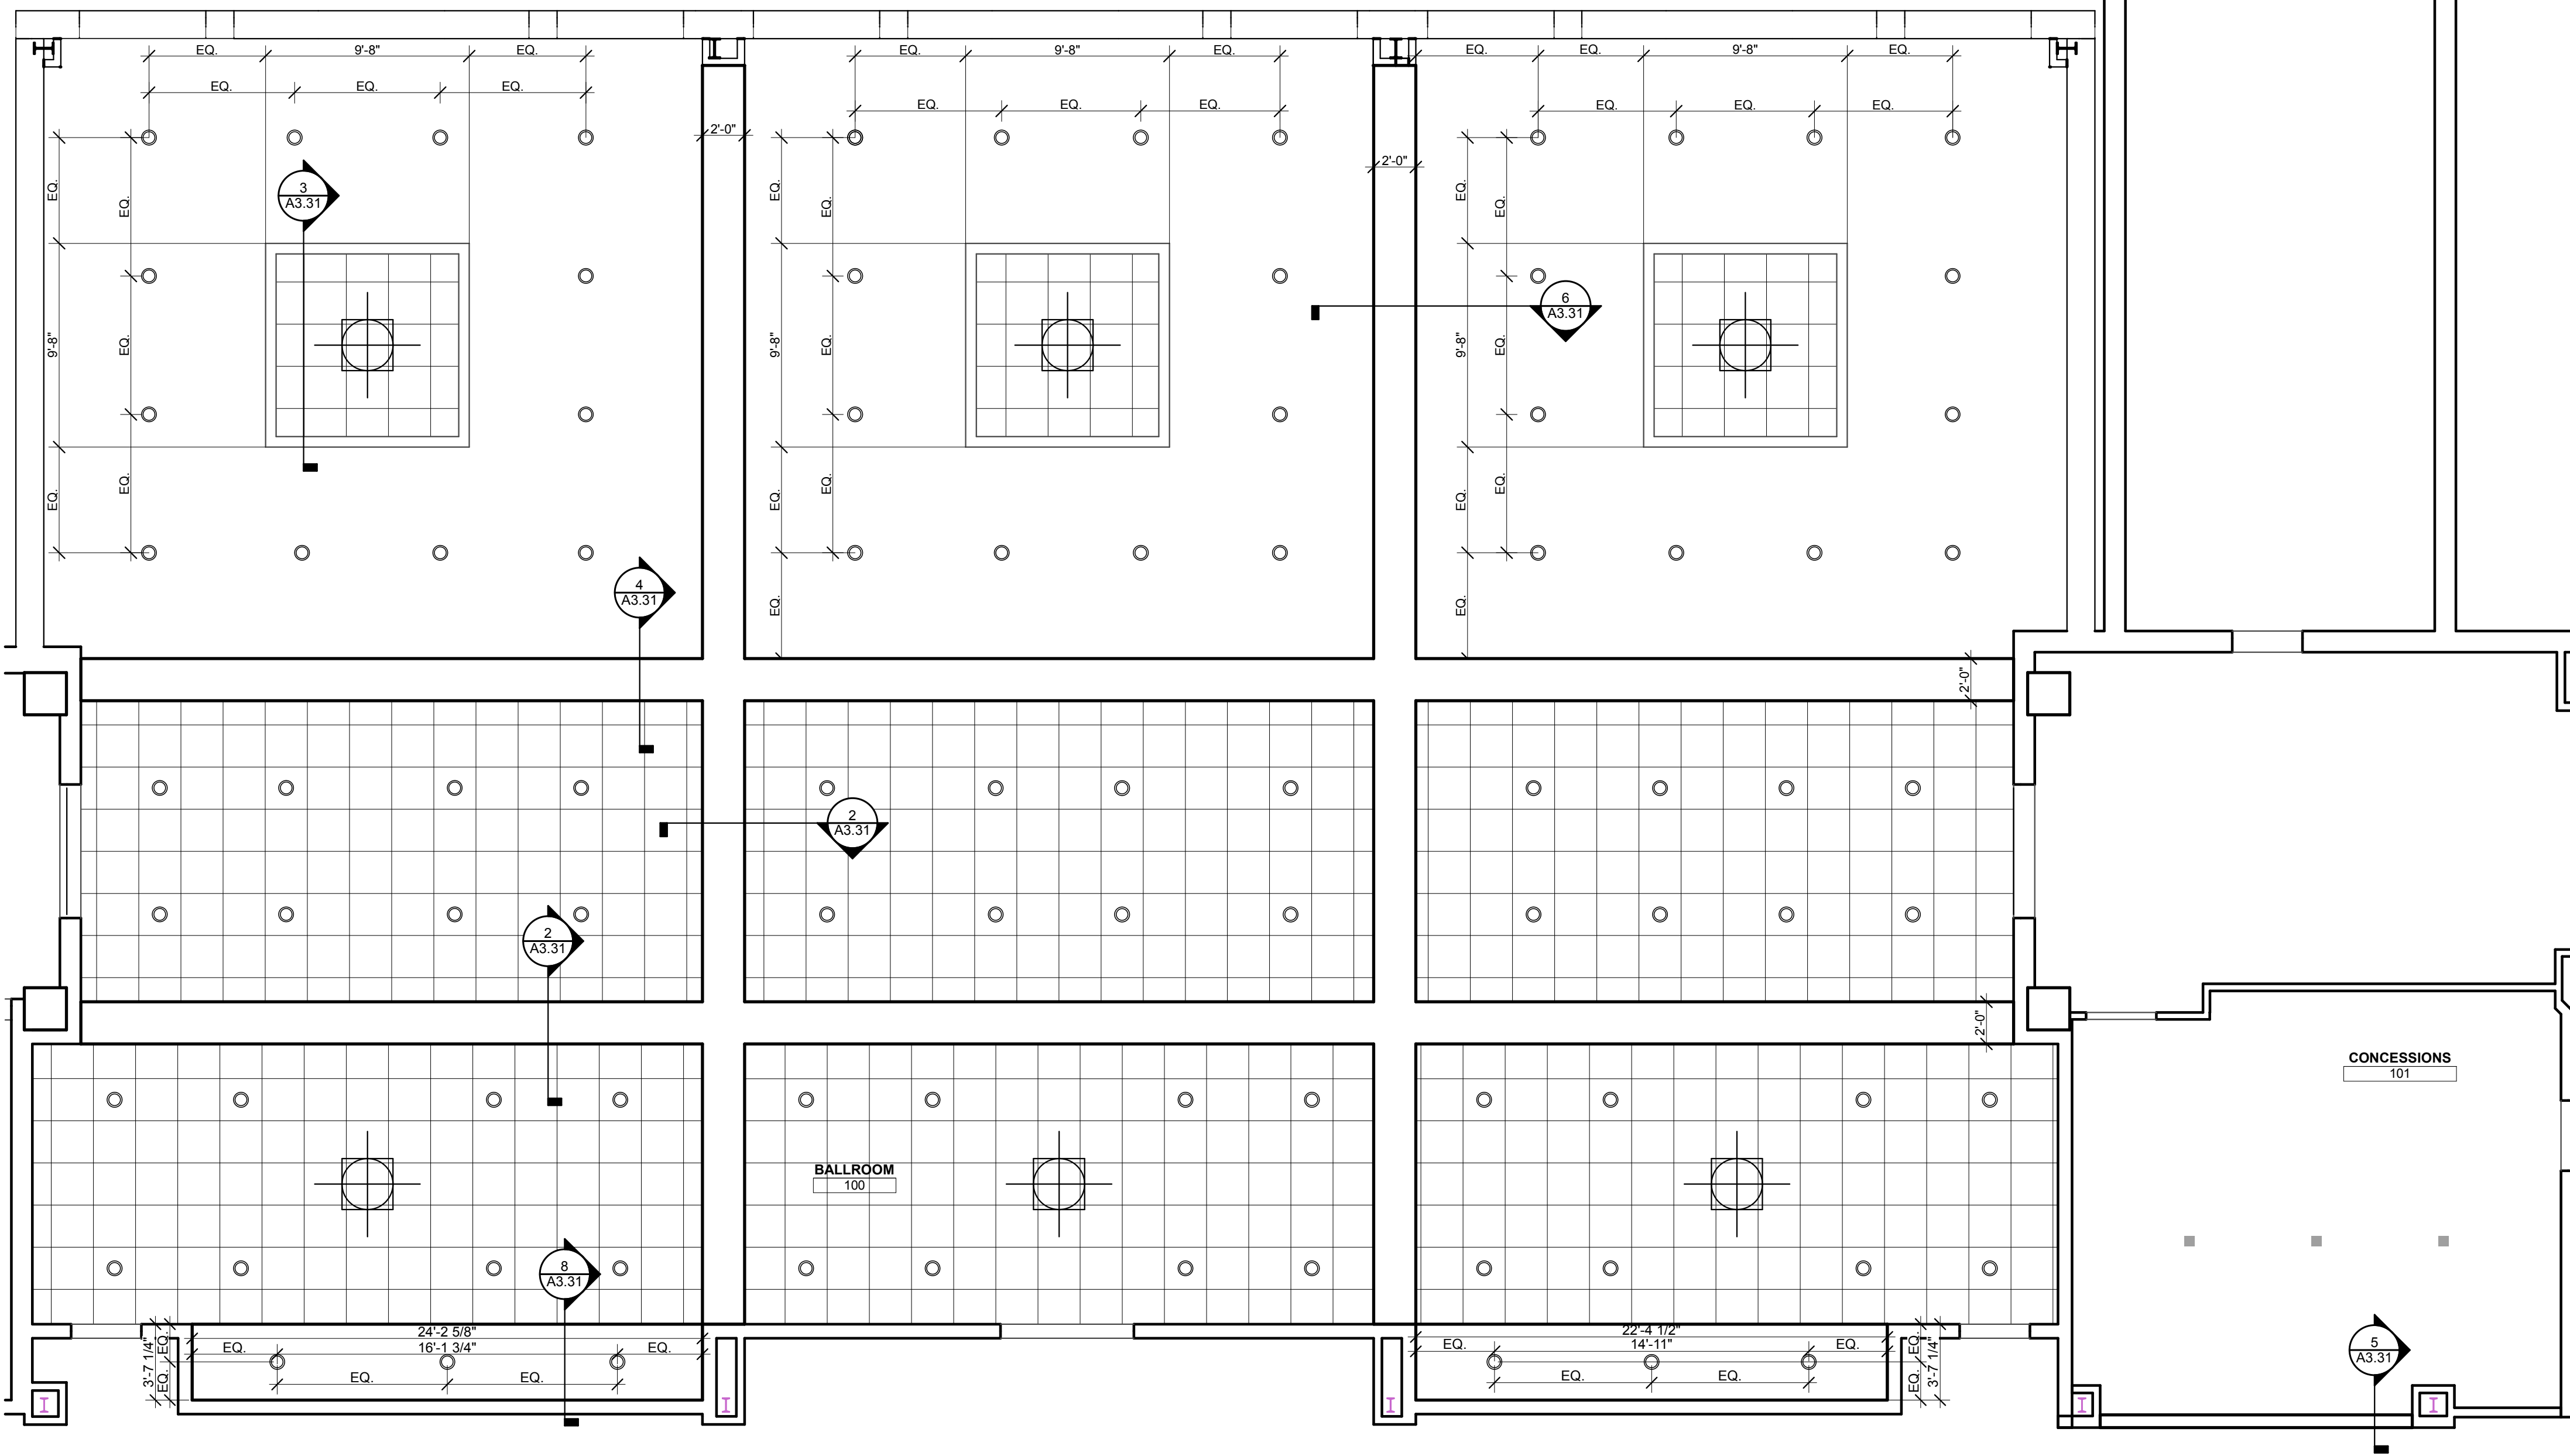 EQ. 9'-8" EQ. EQ. 9'-8" EQ. EQ. EQ. 9'-8" EQ.
EQ. EQ. EQ.
EQ. EQ. EQ. EQ. EQ. EQ.
2'-0"
2'-0"
EQ. EQ. EQ.
3
A3.31
EQ. EQ. EQ.
6
A3.31
9'-8" EQ. 9'-8" EQ. 9'-8" EQ.
EQ. EQ. EQ.
EQ. EQ. EQ.
4
A3.31
EQ. EQ.
2'-0"
2
A3.31
2
A3.31
2'-0"
CONCESSIONS
101
BALLROOM
100
8
A3.31
24'-2 5/8"
22'-4 1/2"
EQ. 16'-1 3/4" EQ.
EQ. 14'-11" EQ.
3'-7 1/4" EQ. EQ.
EQ. EQ. 3'-7 1/4"
EQ. EQ.
EQ. EQ.
5
A3.31